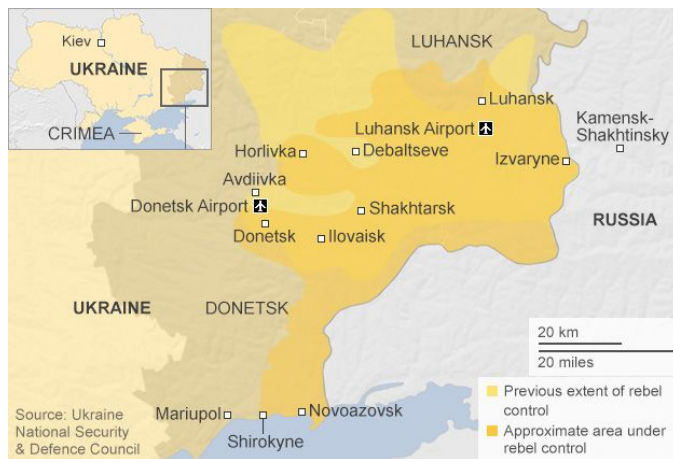 Kiev
UKRAINE
CRIMEA
LUHANSK
Luhansk
Luhansk Airport
Kamensk-
Shakhtinsky
Horlivka
Debaltseve
Izvaryne
Avdiivka
Donetsk Airport
Shakhtarsk
RUSSIA
Donetsk
Ilovaisk
UKRAINE
DONETSK
20 km
20 miles
Previous extent of rebel
control
Approximate area under
rebel control
Mariupol
Novoazovsk
Shirokyne
Source: Ukraine
National Security
& Defence Council